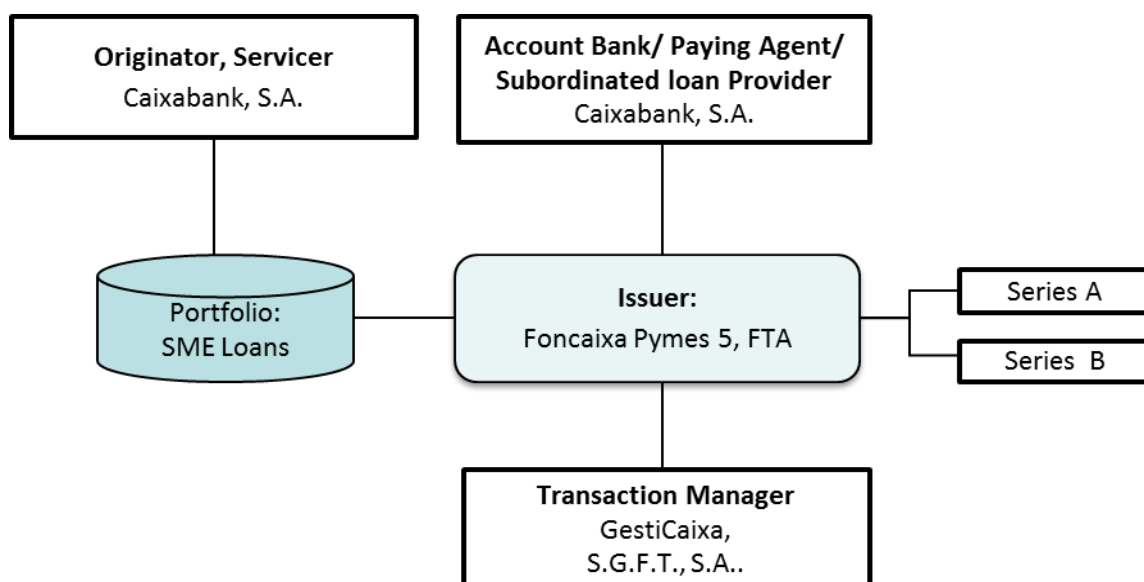 Originator, Servicer
Caixabank, S.A.
Account Bank/ Paying Agent/
Subordinated loan Provider
Caixabank, S.A.
Portfolio:
SME Loans
Issuer:
Foncaixa Pymes 5, FTA
Series A
Series B
Transaction Manager
GestiCaixa,
S.G.F.T., S.A..